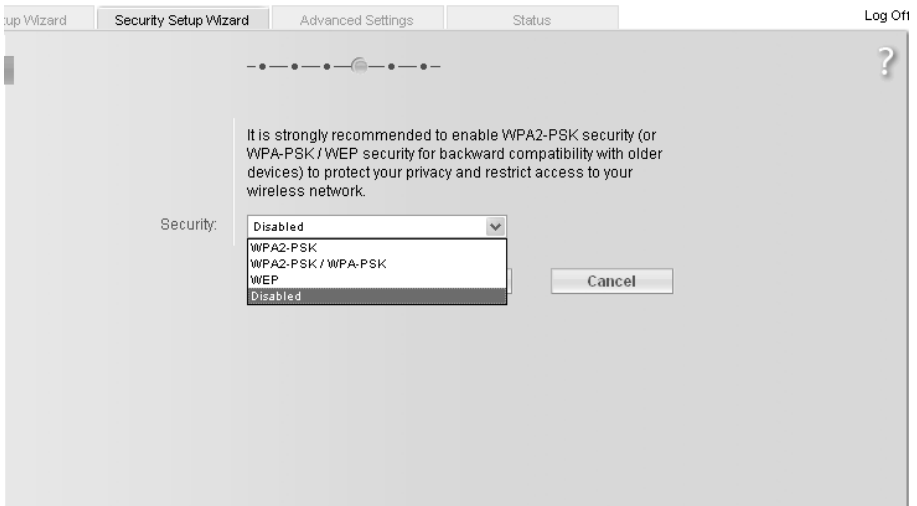 up Wizard
Security Setup Wizard
Advanced Settings
Status
Log Off
?
It is strongly recommended to enable WPA2-PSK security (or
WPA-PSK / WEP security for backward compatibility with older
devices) to protect your privacy and restrict access to your
wireless network.
Security:
Disabled
WPA2-PSK
WPA2-PSK / WPA-PSK
WEP
Disabled
Cancel